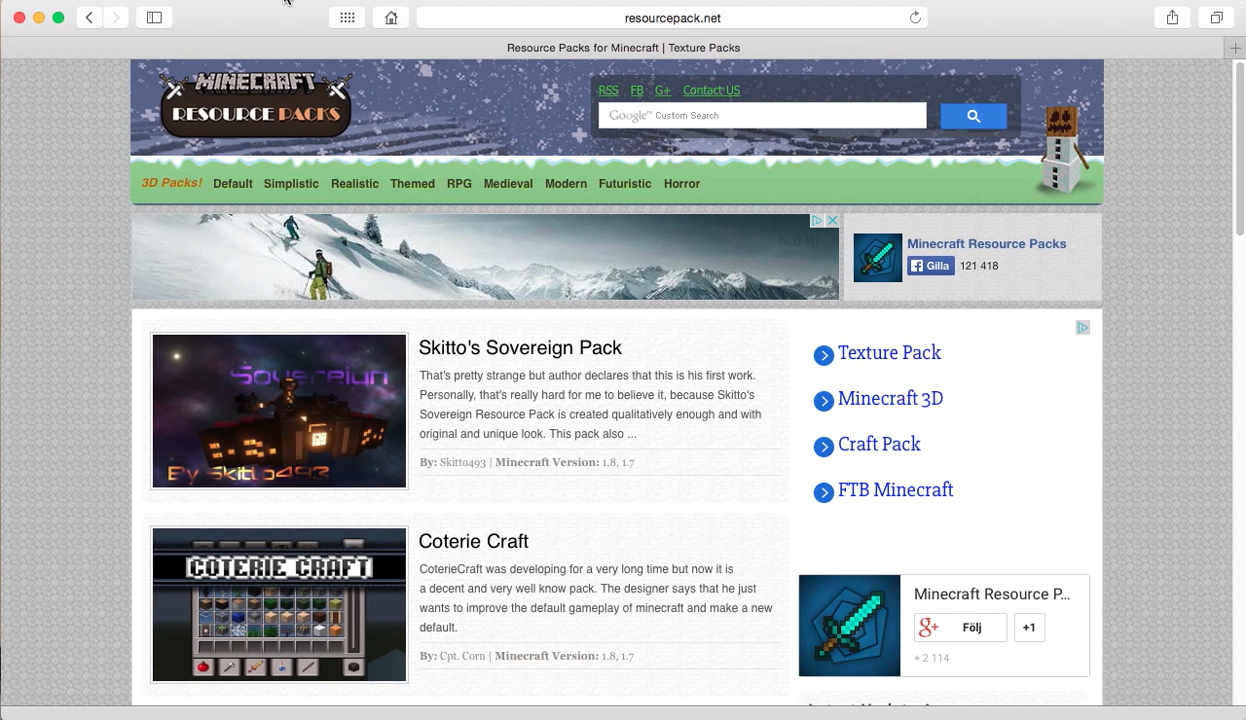 resourcepack.net
Resource Packs for Minecraft | Texture Packs
MINECRAFT
RESOURCE PACKS
RSS FB G+ Contact US
Google™ Custom Search
3D Packs! Default Simplistic Realistic Themed RPG Medieval Modern Futuristic Horror
Minecraft Resource Packs
Gilla 121 418
Sovereign
By Skitto493
Skitto's Sovereign Pack
That's pretty strange but author declares that this is his first work.
Personally, that's really hard for me to believe it, because Skitto's
Sovereign Resource Pack is created qualitatively enough and with
original and unique look. This pack also ...
By: Skitto493 | Minecraft Version: 1.8, 1.7
Texture Pack
Minecraft 3D
Craft Pack
FTB Minecraft
COTERIE CRAFT
Coterie Craft
CoterieCraft was developing for a very long time but now it is
a decent and very well know pack. The designer says that he just
wants to improve the default gameplay of minecraft and make a new
default.
By: Cpt. Corn | Minecraft Version: 1.8, 1.7
Minecraft Resource P...
g+ Följ +1
+ 2 114